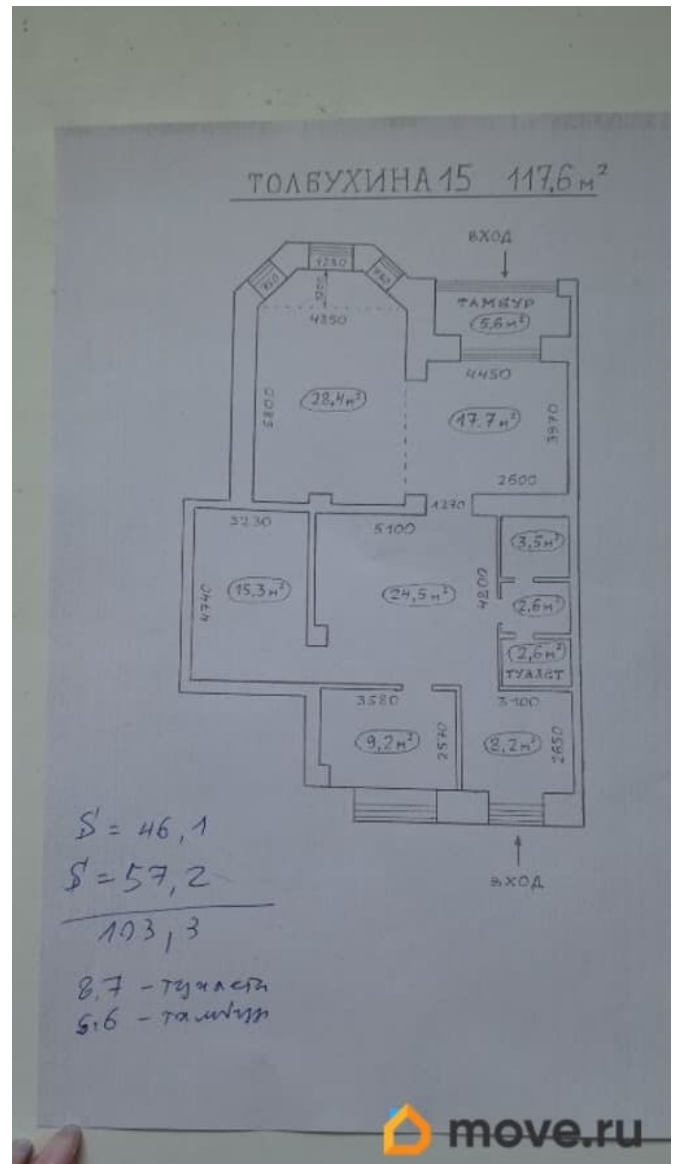 ТОЛБУХИНА 15 117,6 м²
ВХОД
1280
ТАМБУР
5,6 м²
1200
4350
4450
28,4 м²
5800
17.7 м²
3970
2600
1270
3230
5100
3,5 м²
15.3 м²
24,5 м²
4200
4740
2,6 м²
2,6 м²
ТУАЛЕТ
3580
3100
9,2 м²
2570
8,2 м²
2650
ВХОД
S = 46,1
S = 57,2
103,3
8,7 - туалеты
5,6 - тамбур
move.ru